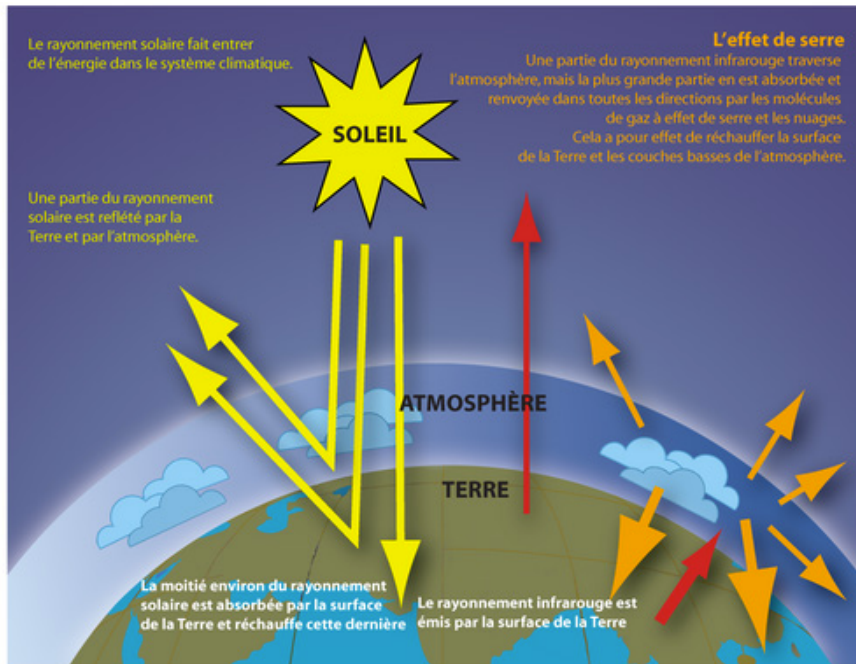 Le rayonnement solaire fait entrer
de l'énergie dans le système climatique.
L'effet de serre
Une partie du rayonnement infrarouge traverse
l'atmosphère, mais la plus grande partie en est absorbée et
renvoyée dans toutes les directions par les molécules
de gaz à effet de serre et les nuages.
Cela a pour effet de réchauffer la surface
de la Terre et les couches basses de l'atmosphère.
SOLEIL
Une partie du rayonnement
solaire est reflété par la
Terre et par l'atmosphère.
ATMOSPHÈRE
TERRE
La moitié environ du rayonnement
solaire est absorbée par la surface
de la Terre et réchauffe cette dernière
Le rayonnement infrarouge est
émis par la surface de la Terre